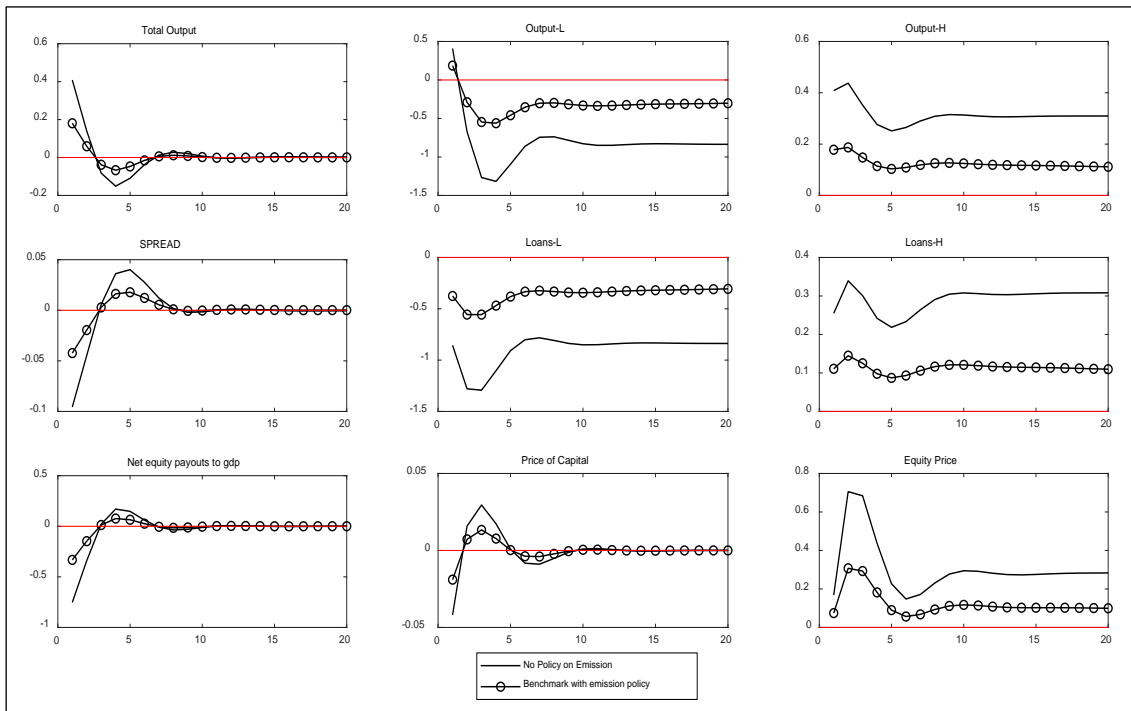 Total Output
0.6
0.4
0.2
0
-0.2
0 5 10 15 20
Output-L
0.5
0
-0.5
-1
-1.5
0 5 10 15 20
Output-H
0.6
0.4
0.2
0
0 5 10 15 20
SPREAD
0.05
0
-0.05
-0.1
0 5 10 15 20
Loans-L
0
-0.5
-1
-1.5
0 5 10 15 20
Loans-H
0.4
0.3
0.2
0.1
0
0 5 10 15 20
Net equity payouts to gdp
0.5
0
-0.5
-1
0 5 10 15 20
Price of Capital
0.05
0
-0.05
0 5 10 15 20
Equity Price
0.8
0.6
0.4
0.2
0
0 5 10 15 20
No Policy on Emission
Benchmark with emission policy